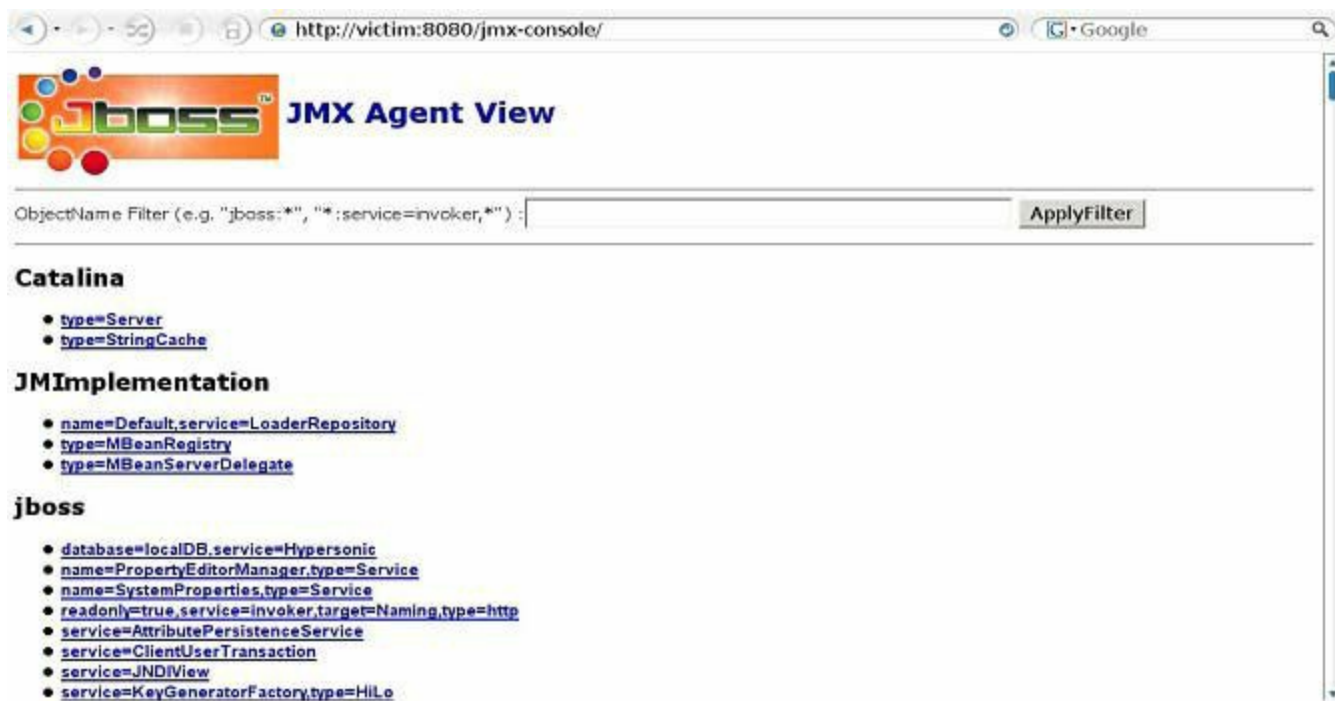 http://victim:8080/jmx-console/
G Google
Jboss™
JMX Agent View
ObjectName Filter (e.g. "jboss:*", "*:service=invoker,*") :
ApplyFilter
Catalina
type=Server
type=StringCache
JMImplementation
name=Default,service=LoaderRepository
type=MBeanRegistry
type=MBeanServerDelegate
jboss
database=localDB,service=Hypersonic
name=PropertyEditorManager,type=Service
name=SystemProperties,type=Service
readonly=true,service=invoker,target=Naming,type=http
service=AttributePersistenceService
service=ClientUserTransaction
service=JNDIView
service=KeyGeneratorFactory,type=HiLo